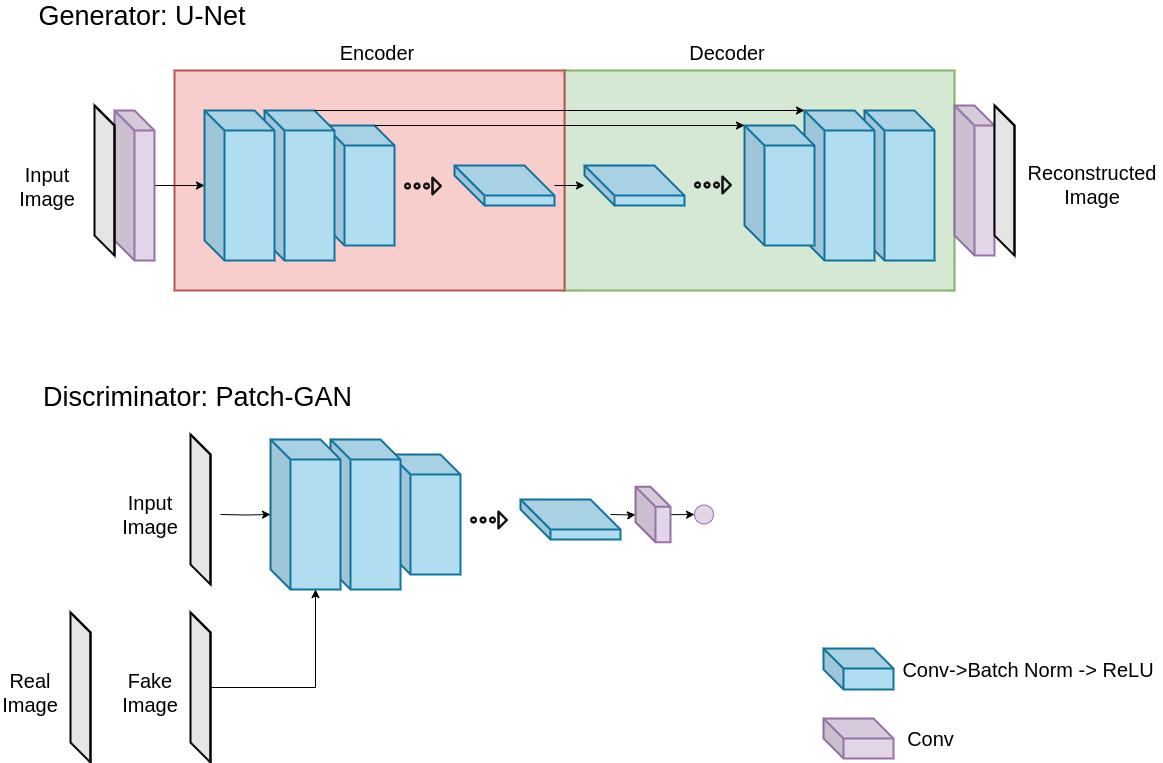 Generator: U-Net
Encoder
Decoder
Input
Image
Reconstructed
Image
Discriminator: Patch-GAN
Input
Image
Real
Image
Fake
Image
Conv->Batch Norm -> ReLU
Conv